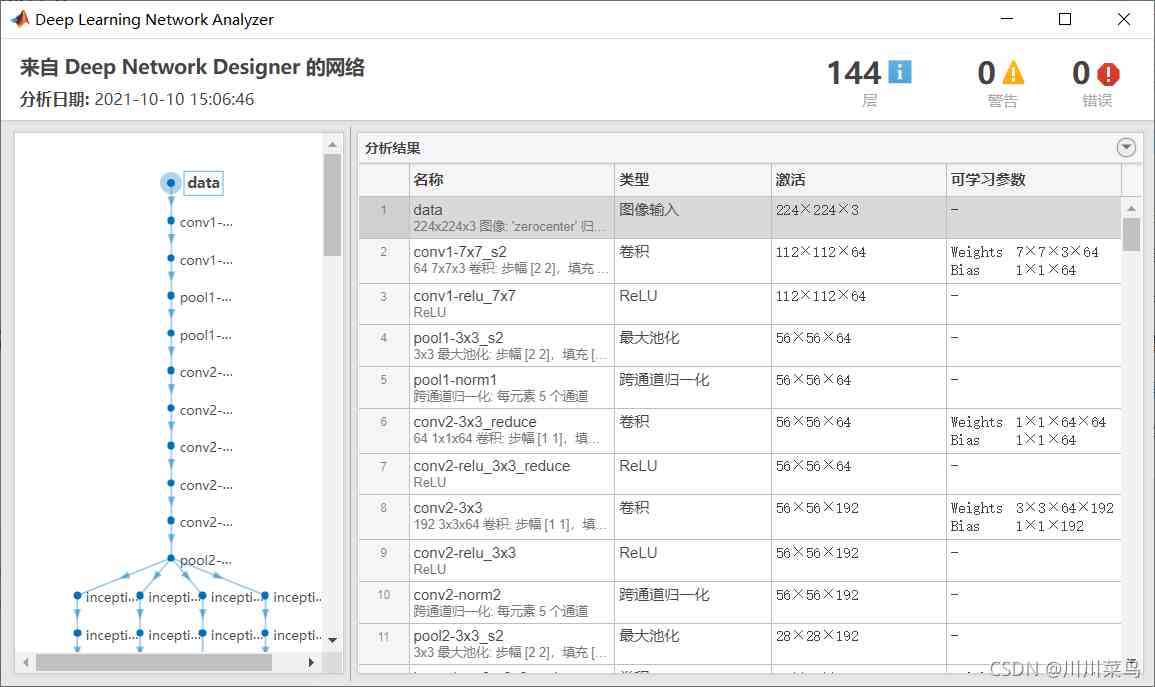 Deep Learning Network Analyzer
来自 Deep Network Designer 的网络
分析日期: 2021-10-10 15:06:46
144
层
0
警告
0
错误
data
conv1-...
conv1-...
pool1-...
pool1-...
conv2-...
conv2-...
conv2-...
conv2-...
conv2-...
pool2-...
incepti... incepti... incepti... incepti..
incepti... incepti... incepti... incepti..
分析结果
名称 类型 激活 可学习参数
1 data 图像输入 224×224×3 -
224x224x3 图像: 'zerocenter' 归...
2 conv1-7x7_s2 卷积 112×112×64 Weights 7×7×3×64
64 7x7x3 卷积: 步幅 [2 2]，填充 ... Bias 1×1×64
3 conv1-relu_7x7 ReLU 112×112×64 -
ReLU
4 pool1-3x3_s2 最大池化 56×56×64 -
3x3 最大池化: 步幅 [2 2]，填充 [...
5 pool1-norm1 跨通道归一化 56×56×64 -
跨通道归一化: 每元素 5 个通道
6 conv2-3x3_reduce 卷积 56×56×64 Weights 1×1×64×64
64 1x1x64 卷积: 步幅 [1 1]，填... Bias 1×1×64
7 conv2-relu_3x3_reduce ReLU 56×56×64 -
ReLU
8 conv2-3x3 卷积 56×56×192 Weights 3×3×64×192
192 3x3x64 卷积: 步幅 [1 1]，填... Bias 1×1×192
9 conv2-relu_3x3 ReLU 56×56×192 -
ReLU
10 conv2-norm2 跨通道归一化 56×56×192 -
跨通道归一化: 每元素 5 个通道
11 pool2-3x3_s2 最大池化 28×28×192 -
3x3 最大池化: 步幅 [2 2]，填充 [...
CSDN @川川菜鸟